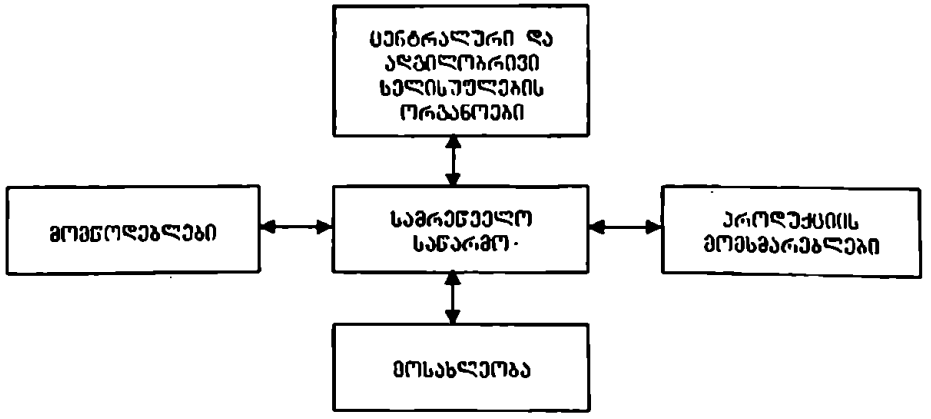 ცენტრალური და
ადგილობრივი
ხელისუფლების
ორგანოები
მომწოდებლები
სამრეწველო
საწარმო
პროდუქციის
მომხმარებლები
მოსახლეობა